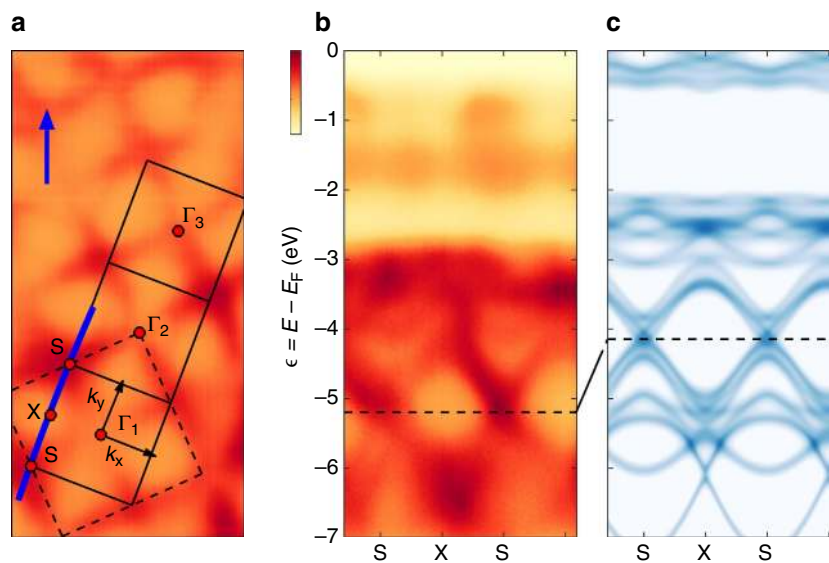 a
b
c
Γ3
Γ2
S
ky
X
Γ1
S
kx
0
−1
−2
−3
−4
−5
−6
−7
ϵ = E − EF (eV)
S
X
S
S
X
S